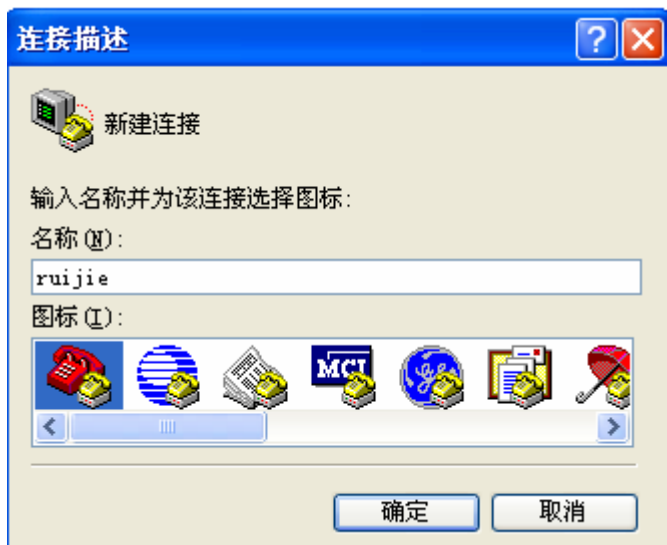 连接描述
新建连接
输入名称并为该连接选择图标:
名称(N):
ruijie
图标(I):
MCI
确定 取消